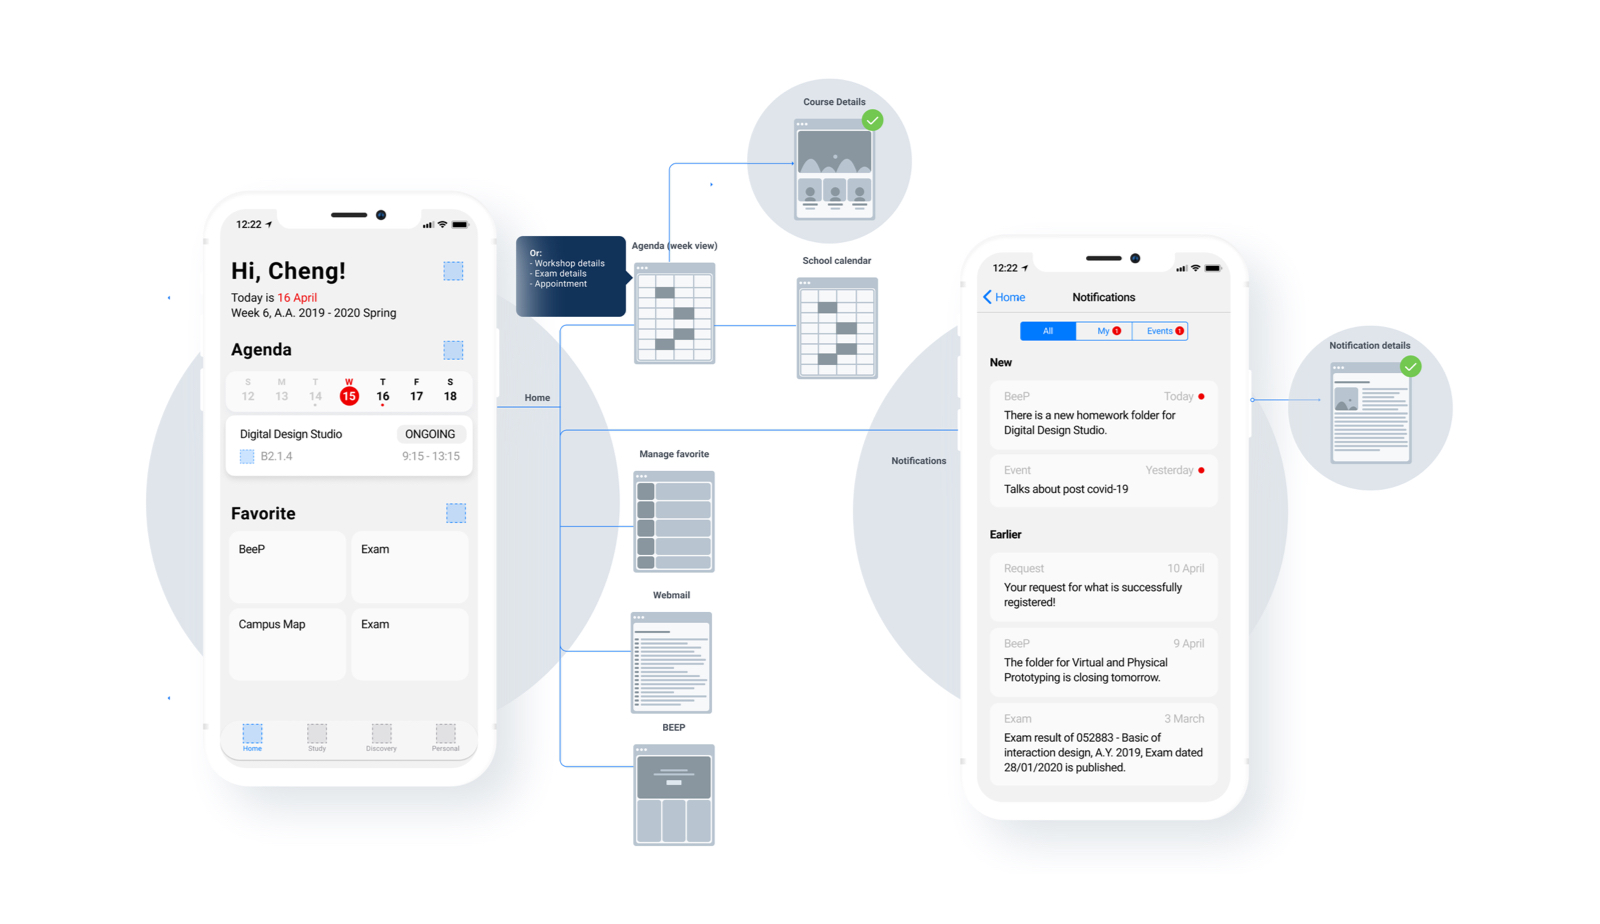 12:22
Hi, Cheng!
Today is 16 April
Week 6, A.A. 2019 - 2020 Spring
Agenda
S M T W T F S
12 13 14 15 16 17 18
Digital Design Studio ONGOING
B2.1.4 9:15 - 13:15
Favorite
BeeP Exam
Campus Map Exam
Home Study Discovery Personal
Home
Or:
- Workshop details
- Exam details
- Appointment
Course Details
Agenda (week view)
School calendar
Manage favorite
Webmail
BEEP
Notifications
12:22
Home Notifications
All My 1 Events 1
New
BeeP Today
There is a new homework folder for
Digital Design Studio.
Event Yesterday
Talks about post covid-19
Earlier
Request 10 April
Your request for what is successfully
registered!
BeeP 9 April
The folder for Virtual and Physical
Prototyping is closing tomorrow.
Exam 3 March
Exam result of 052883 - Basic of
interaction design, A.Y. 2019, Exam dated
28/01/2020 is published.
Notification details